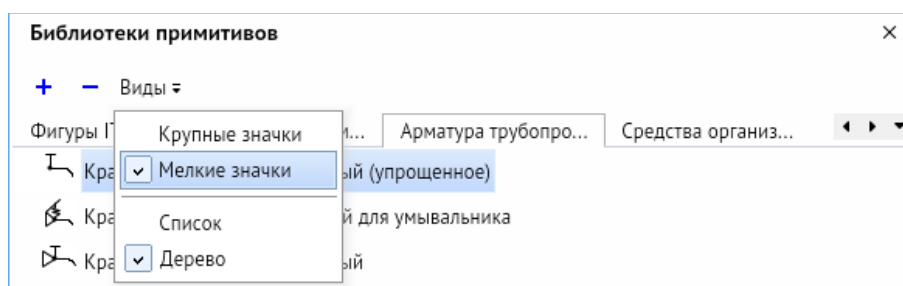 Библиотеки примитивов
Виды
Фигуры и... Арматура трубопро... Средства организ...
Крупные значки
Мелкие значки
Кра ый (упрощенное)
Список
Кра й для умывальника
Дерево
Кра ый